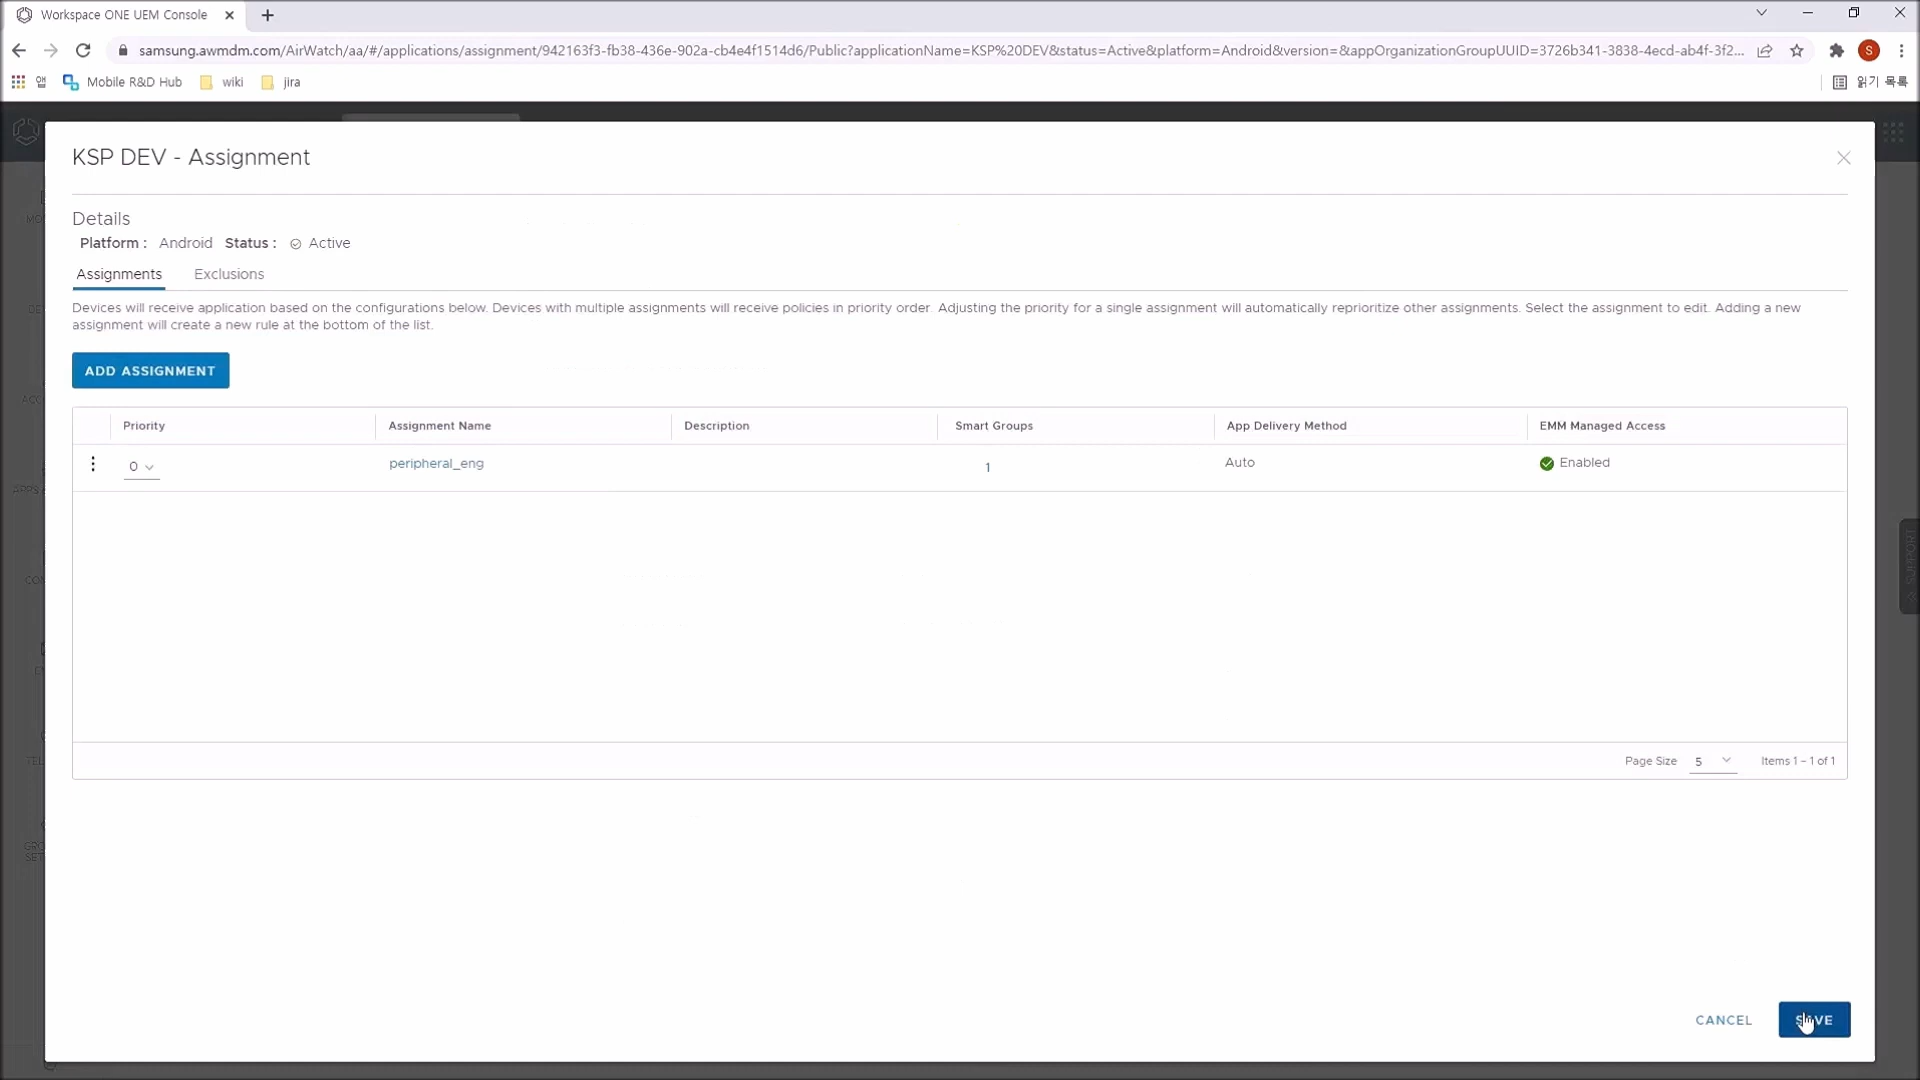 Workspace ONE UEM Console
samsung.awmdm.com/AirWatch/aa/#/applications/assignment/942163f3-fb38-436e-902a-cb4e4f1514d6/Public?applicationName=KSP%20DEV&status=Active&platform=Android&version=&appOrganizationGroupUUID=3726b341-3838-4ecd-ab4f-3f2...
S
앱 Mobile R&D Hub wiki jira 읽기 목록
KSP DEV - Assignment
Details
Platform : Android Status : Active
Assignments Exclusions
Devices will receive application based on the configurations below. Devices with multiple assignments will receive policies in priority order. Adjusting the priority for a single assignment will automatically reprioritize other assignments. Select the assignment to edit. Adding a new
assignment will create a new rule at the bottom of the list.
ADD ASSIGNMENT
Priority Assignment Name Description Smart Groups App Delivery Method EMM Managed Access
0 peripheral_eng 1 Auto Enabled
SUPPORT
Page Size 5 Items 1 – 1 of 1
CANCEL SAVE